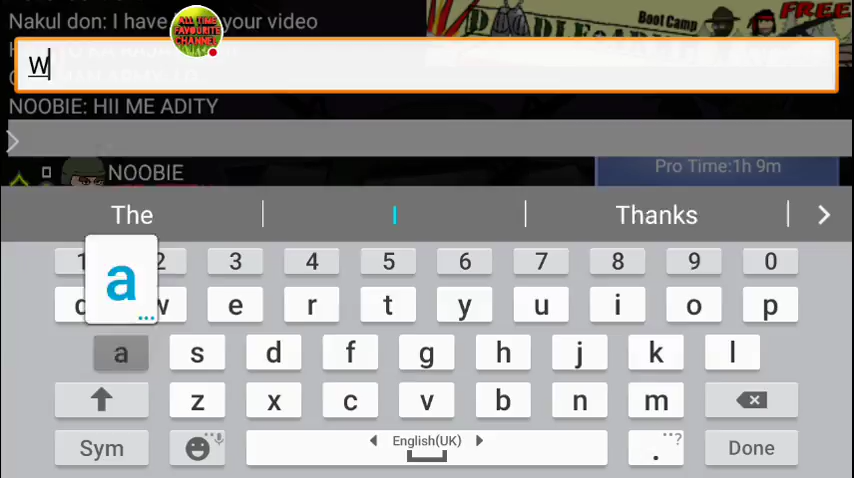 Nakul don: I have your video
ALL TIME
FAVOURITE
CHANNEL
Boot Camp
FREE
W
NOOBIE: HII ME ADITY
NOOBIE
Pro Time:1h 9m
The
I
Thanks
a
1 2 3 4 5 6 7 8 9 0
w e r t y u i o p
a s d f g h j k l
z x c v b n m
Sym
English(UK)
. ?
Done